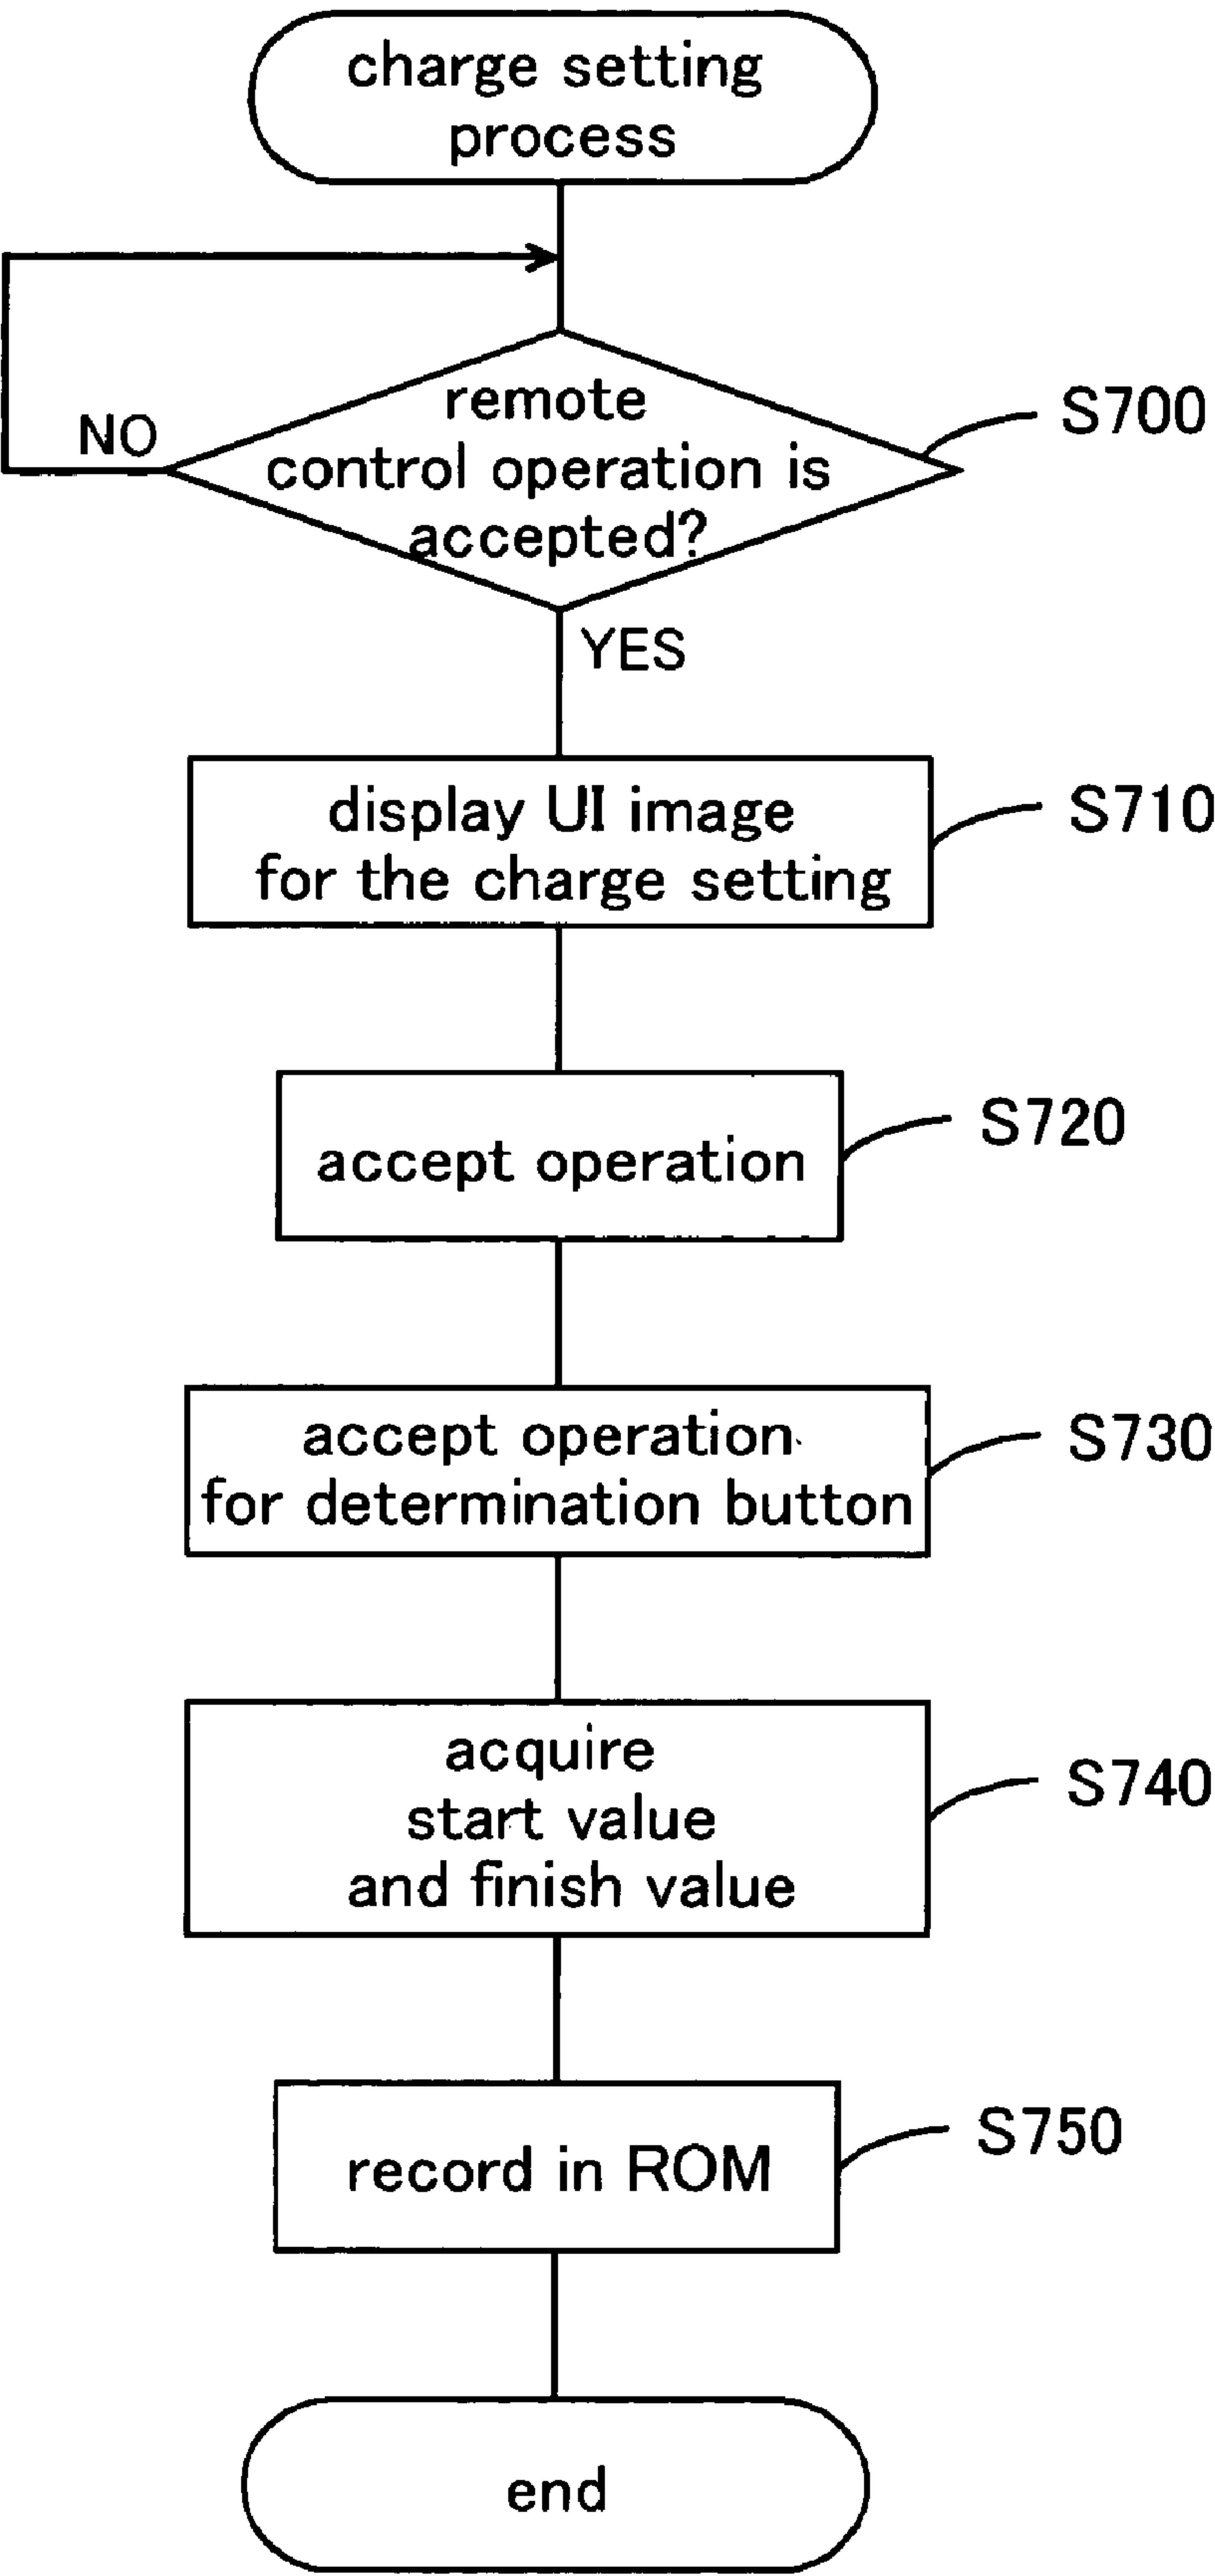 charge setting
process
NO
remote
control operation is
accepted?
S700
YES
display UI image
for the charge setting
S710
accept operation
S720
accept operation
for determination button
S730
acquire
start value
and finish value
S740
record in ROM
S750
end